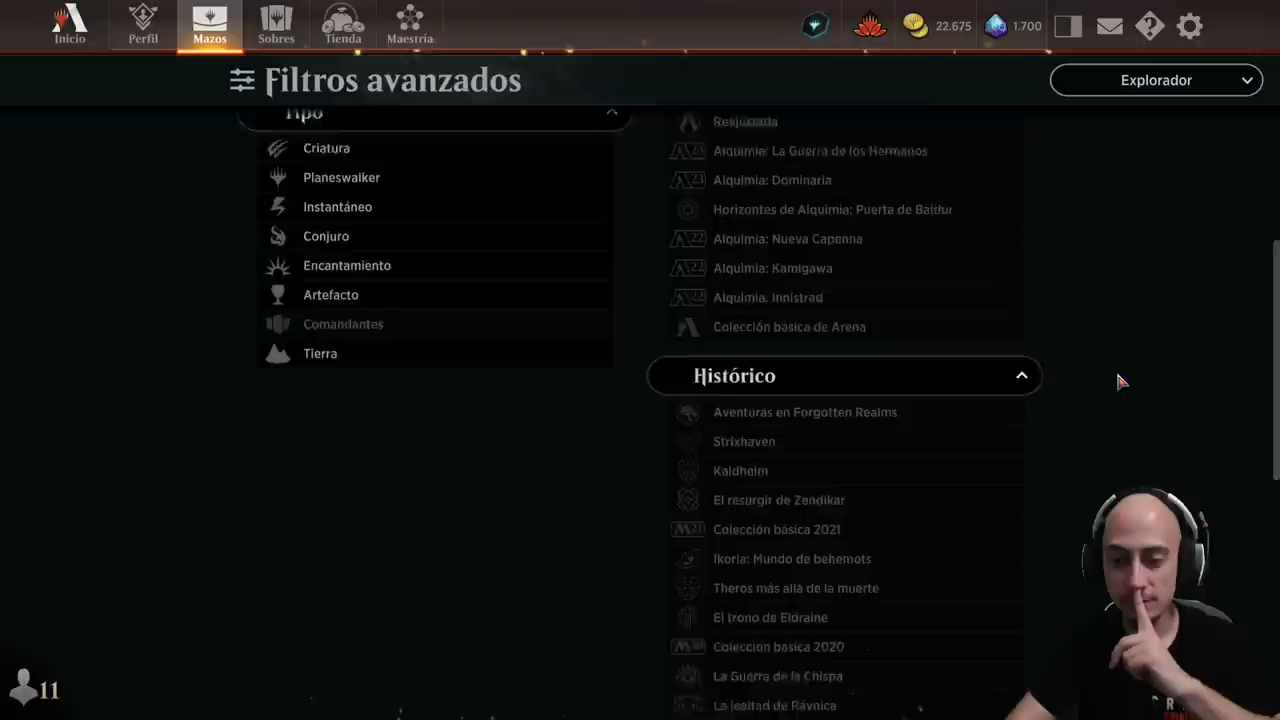 Inicio
Perfil
Mazos
Sobres
Tienda
Maestría
22.675
1.700
Filtros avanzados
Explorador
Tipo
Criatura
Planeswalker
Instantáneo
Conjuro
Encantamiento
Artefacto
Comandantes
Tierra
Reajustada
Alquimia: La Guerra de los Hermanos
Alquimia: Dominaria
Horizontes de Alquimia: Puerta de Baldur
Alquimia: Nueva Capenna
Alquimia: Kamigawa
Alquimia: Innistrad
Colección básica de Arena
Histórico
Aventuras en Forgotten Realms
Strixhaven
Kaldheim
El resurgir de Zendikar
Colección básica 2021
Ikoria: Mundo de behemots
Theros más allá de la muerte
El trono de Eldraine
Colección básica 2020
La Guerra de la Chispa
La lealtad de Rávnica
11